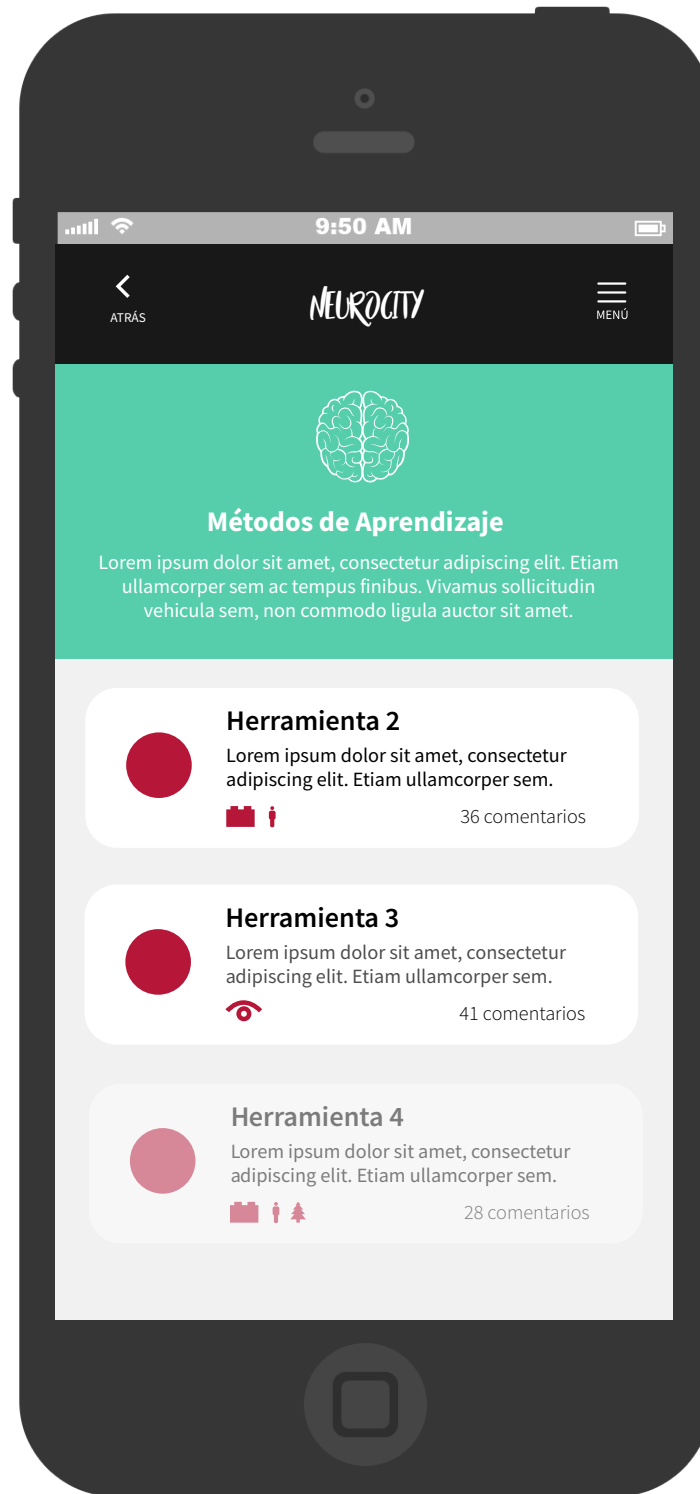 9:50 AM
ATRÁS
NEUROCITY
MENÚ
Métodos de Aprendizaje
Lorem ipsum dolor sit amet, consectetur adipiscing elit. Etiam
ullamcorper sem ac tempus finibus. Vivamus sollicitudin
vehicula sem, non commodo ligula auctor sit amet.
Herramienta 2
Lorem ipsum dolor sit amet, consectetur
adipiscing elit. Etiam ullamcorper sem.
36 comentarios
Herramienta 3
Lorem ipsum dolor sit amet, consectetur
adipiscing elit. Etiam ullamcorper sem.
41 comentarios
Herramienta 4
Lorem ipsum dolor sit amet, consectetur
adipiscing elit. Etiam ullamcorper sem.
28 comentarios